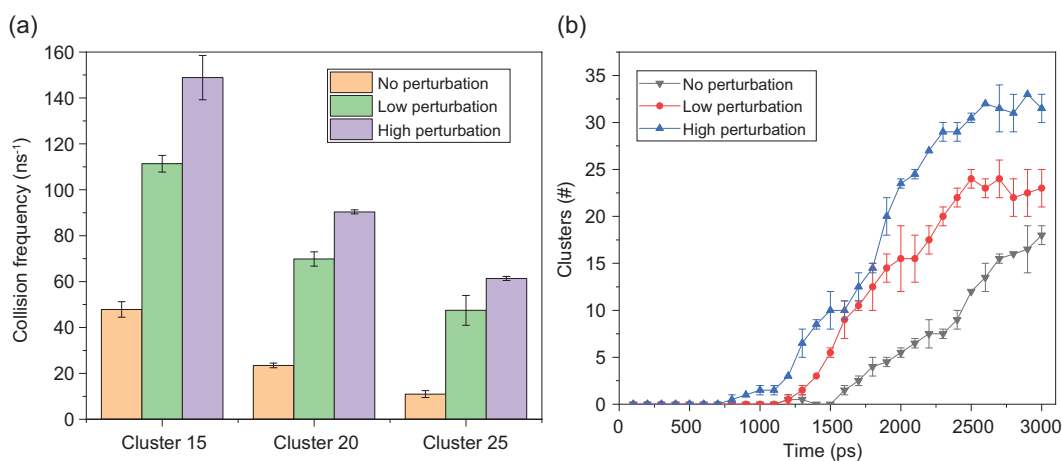 (a)
160
140
120
100
80
60
40
20
0
Collision frequency (ns⁻¹)
No perturbation
Low perturbation
High perturbation
Cluster 15 Cluster 20 Cluster 25
(b)
35
30
25
20
15
10
5
0
Clusters (#)
No perturbation
Low perturbation
High perturbation
0 500 1000 1500 2000 2500 3000
Time (ps)